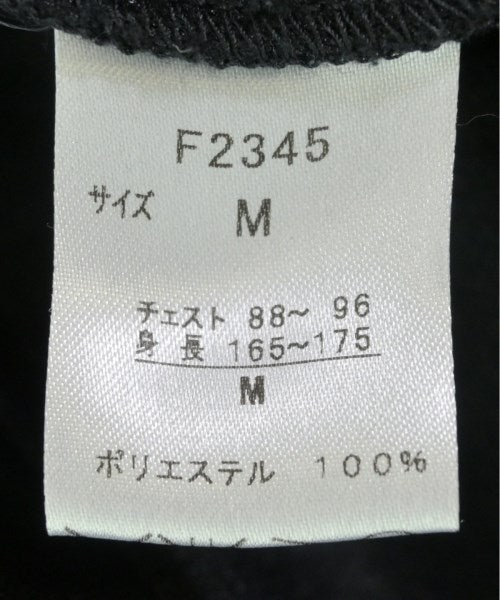 F2345
サイズ M
チェスト 88〜 96
身 長 165〜175
M
ポリエステル 100%